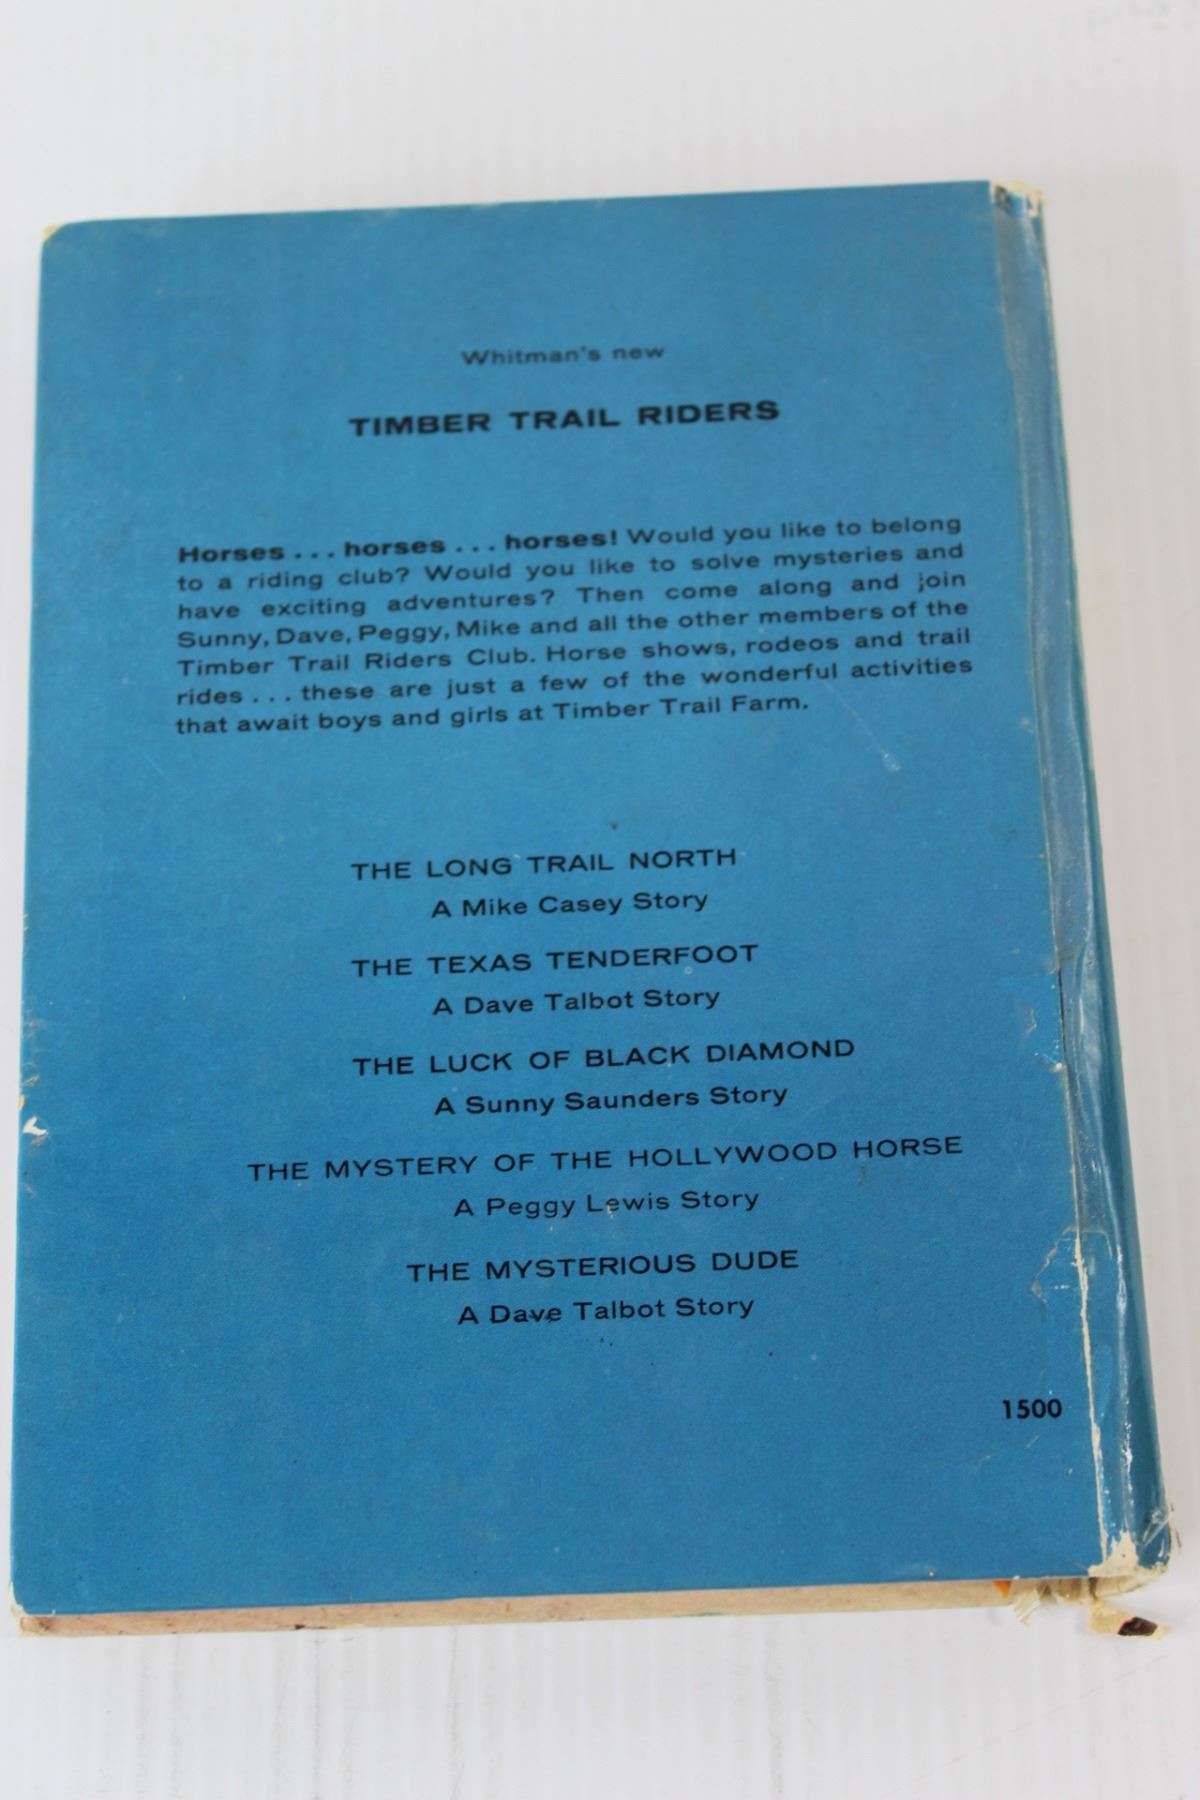 Whitman's new
TIMBER TRAIL RIDERS
Horses . . . horses . . . horses! Would you like to belong
to a riding club? Would you like to solve mysteries and
have exciting adventures? Then come along and join
Sunny, Dave, Peggy, Mike and all the other members of the
Timber Trail Riders Club. Horse shows, rodeos and trail
rides . . . these are just a few of the wonderful activities
that await boys and girls at Timber Trail Farm.
THE LONG TRAIL NORTH
A Mike Casey Story
THE TEXAS TENDERFOOT
A Dave Talbot Story
THE LUCK OF BLACK DIAMOND
A Sunny Saunders Story
THE MYSTERY OF THE HOLLYWOOD HORSE
A Peggy Lewis Story
THE MYSTERIOUS DUDE
A Dave Talbot Story
1500